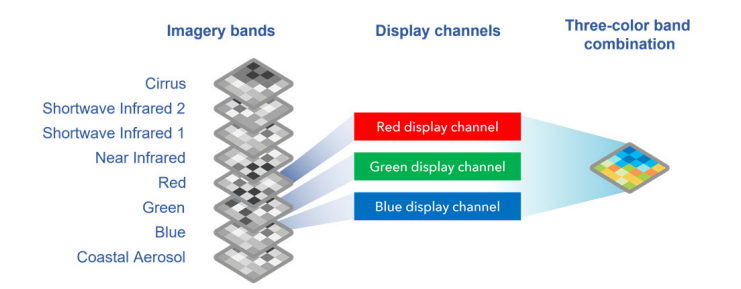 Imagery bands
Display channels
Three-color band
combination
Cirrus
Shortwave Infrared 2
Shortwave Infrared 1
Near Infrared
Red
Green
Blue
Coastal Aerosol
Red display channel
Green display channel
Blue display channel